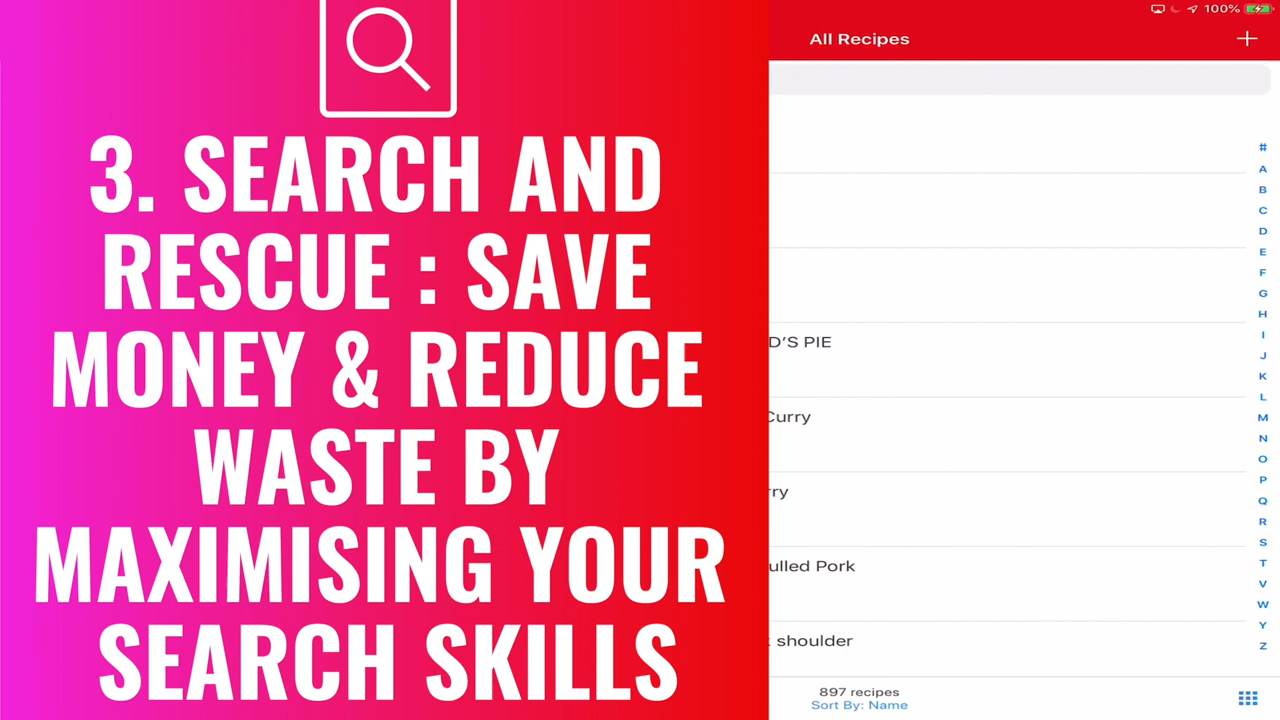 3. SEARCH AND
RESCUE : SAVE
MONEY & REDUCE
WASTE BY
MAXIMISING YOUR
SEARCH SKILLS
100%
All Recipes
D'S PIE
Curry
rry
ulled Pork
shoulder
#
A
B
C
D
E
F
G
H
I
J
K
L
M
N
O
P
Q
R
S
T
V
W
Y
Z
897 recipes
Sort By: Name